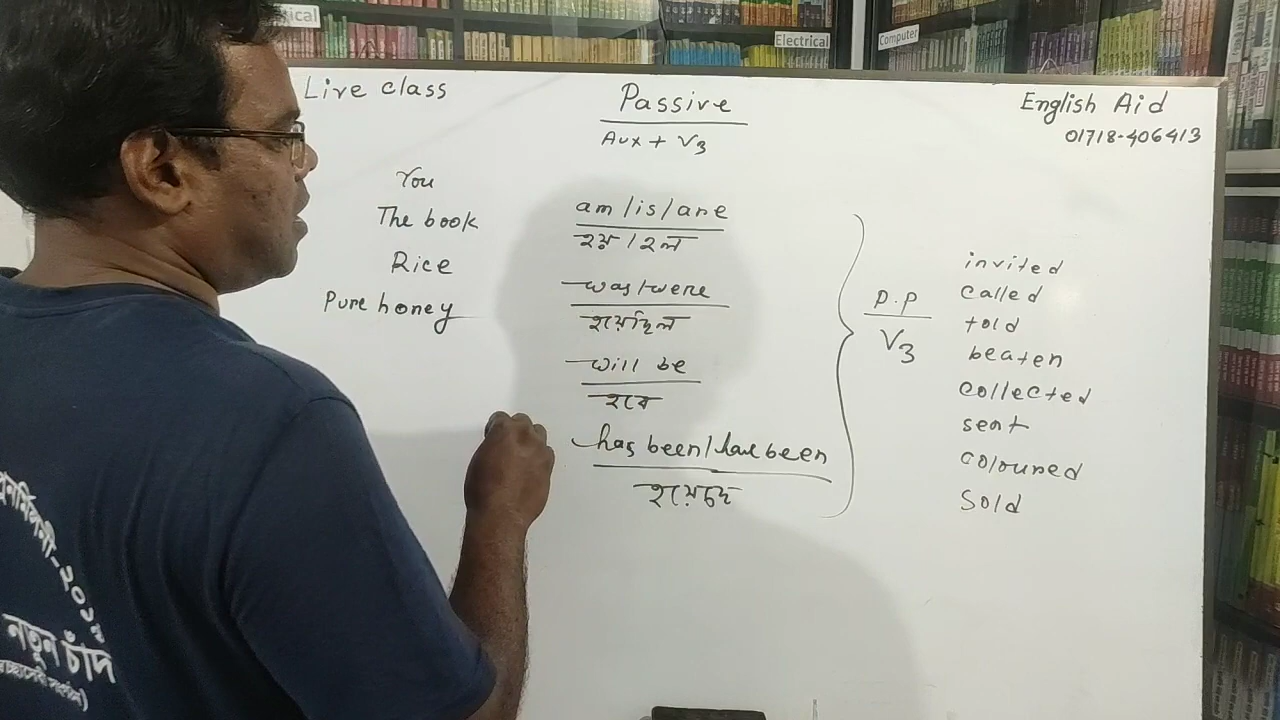 Electrical
Computer
Live class
Passive
Aux + V3
English Aid
01718-406413
You
The book
Rice
Pure honey
am/is/are
হয়/হল
was/were
হয়েছিল
will be
হবে
has been/have been
হয়েছে
P.P
V3
invited
called
told
beaten
collected
sent
coloured
Sold
নতুন চাঁদ